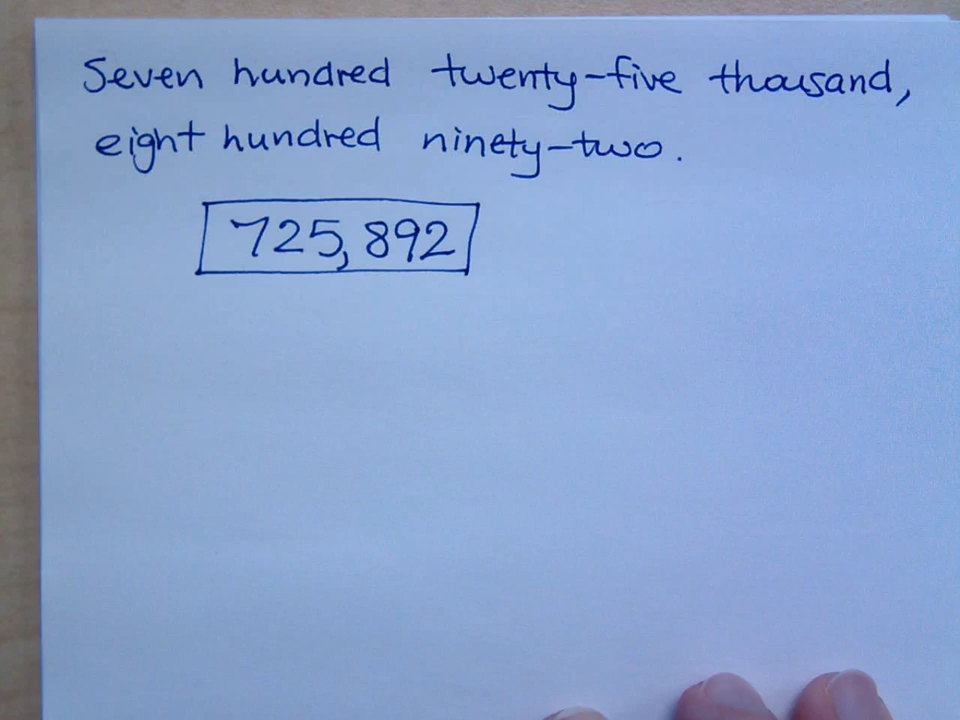 Seven hundred twenty-five thousand,
eight hundred ninety-two.
725,892